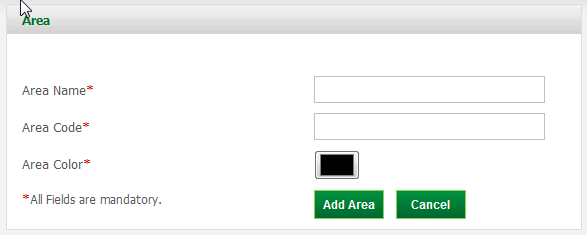 Area
Area Name*
Area Code*
Area Color*
*All Fields are mandatory.
Add Area Cancel